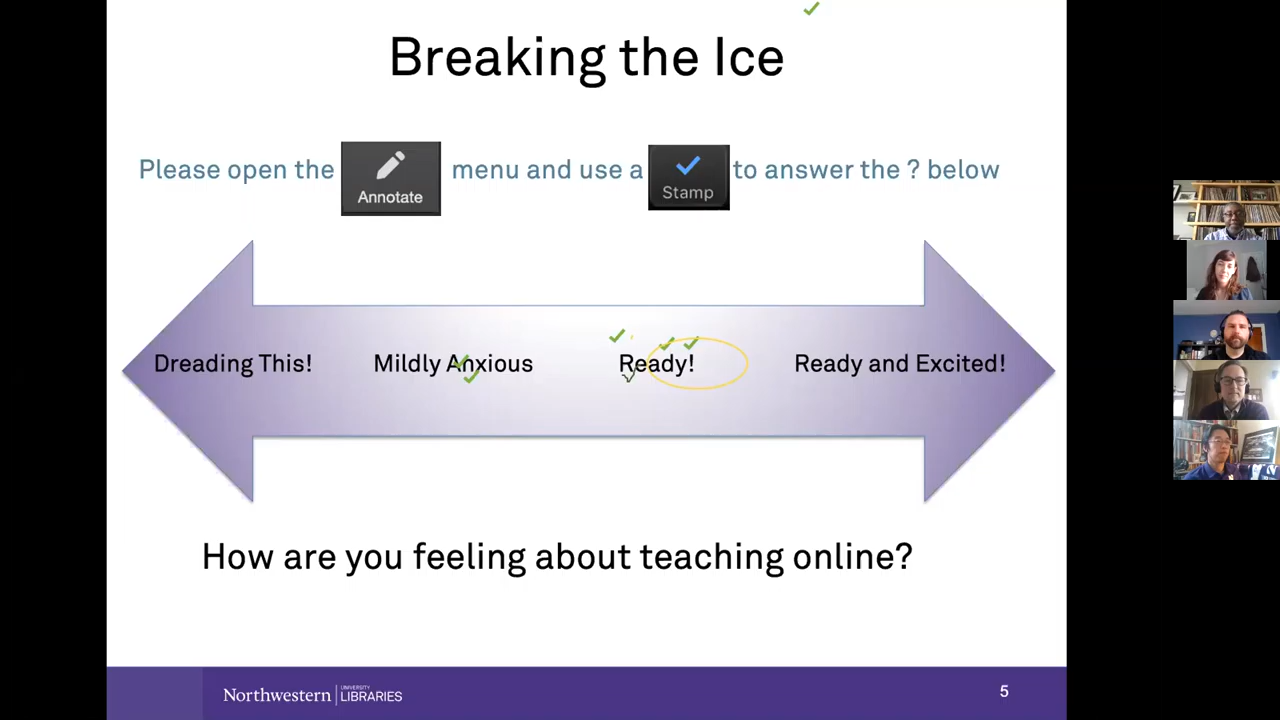 Breaking the Ice
Please open the Annotate menu and use a Stamp to answer the ? below
Dreading This! Mildly Anxious Ready! Ready and Excited!
How are you feeling about teaching online?
Northwestern | UNIVERSITY LIBRARIES
5